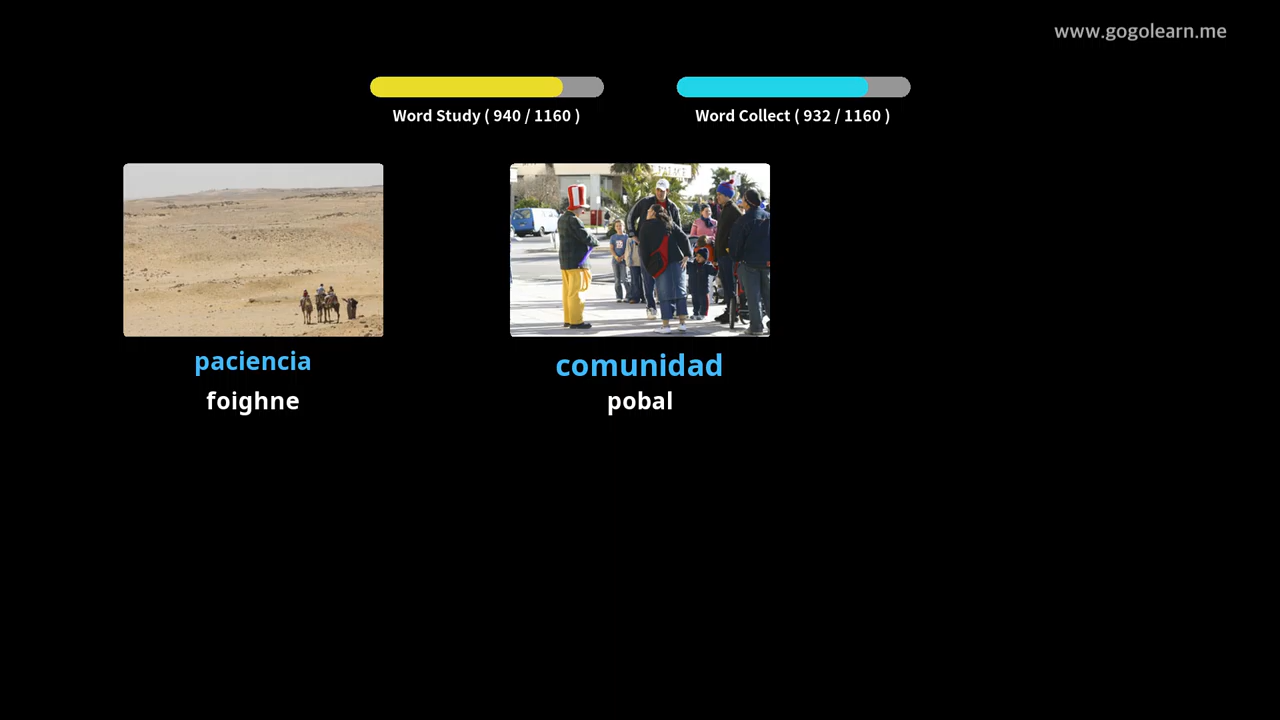 www.gogolearn.me
Word Study ( 940 / 1160 )
Word Collect ( 932 / 1160 )
paciencia
foighne
comunidad
pobal